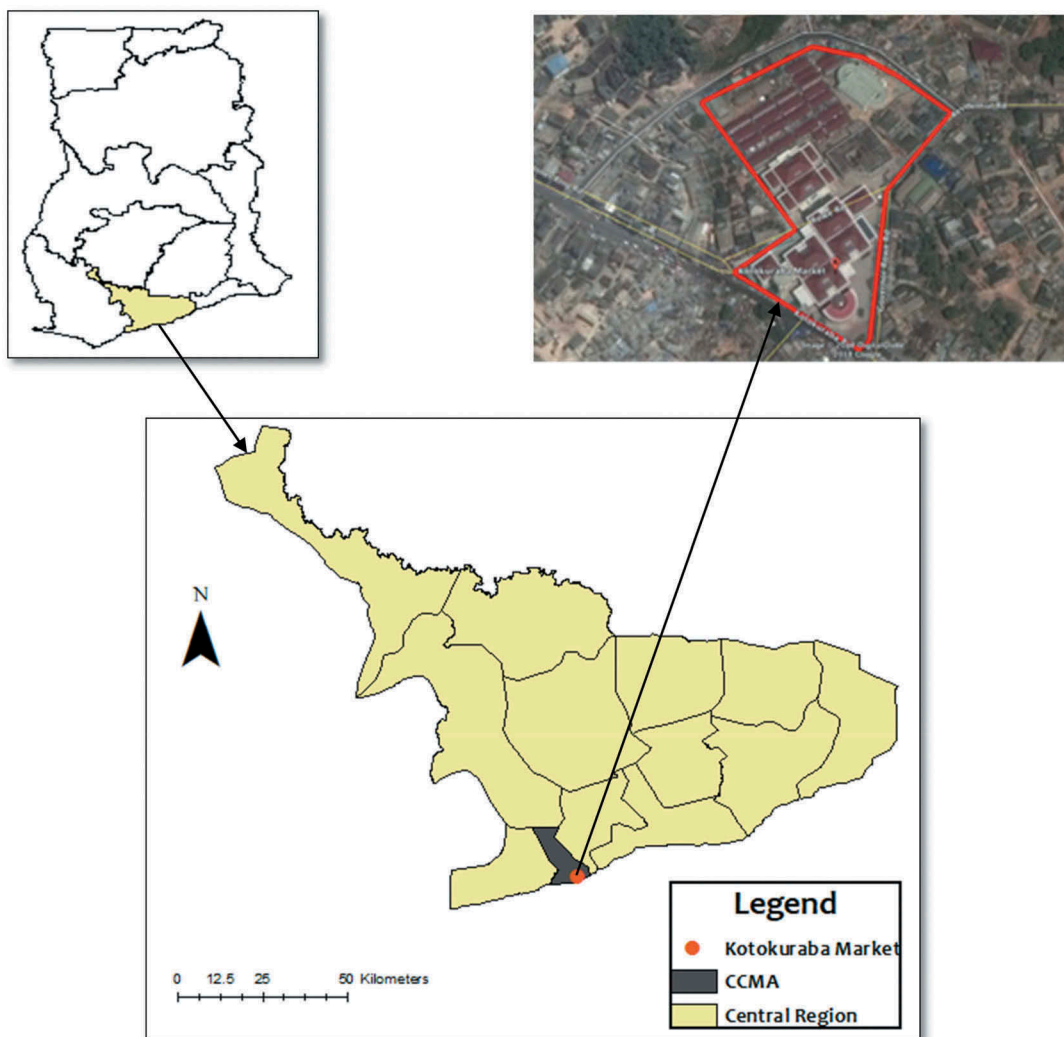 Kotokuraba Market
N
0 12.5 25 50 Kilometers
Legend
Kotokuraba Market
CCMA
Central Region